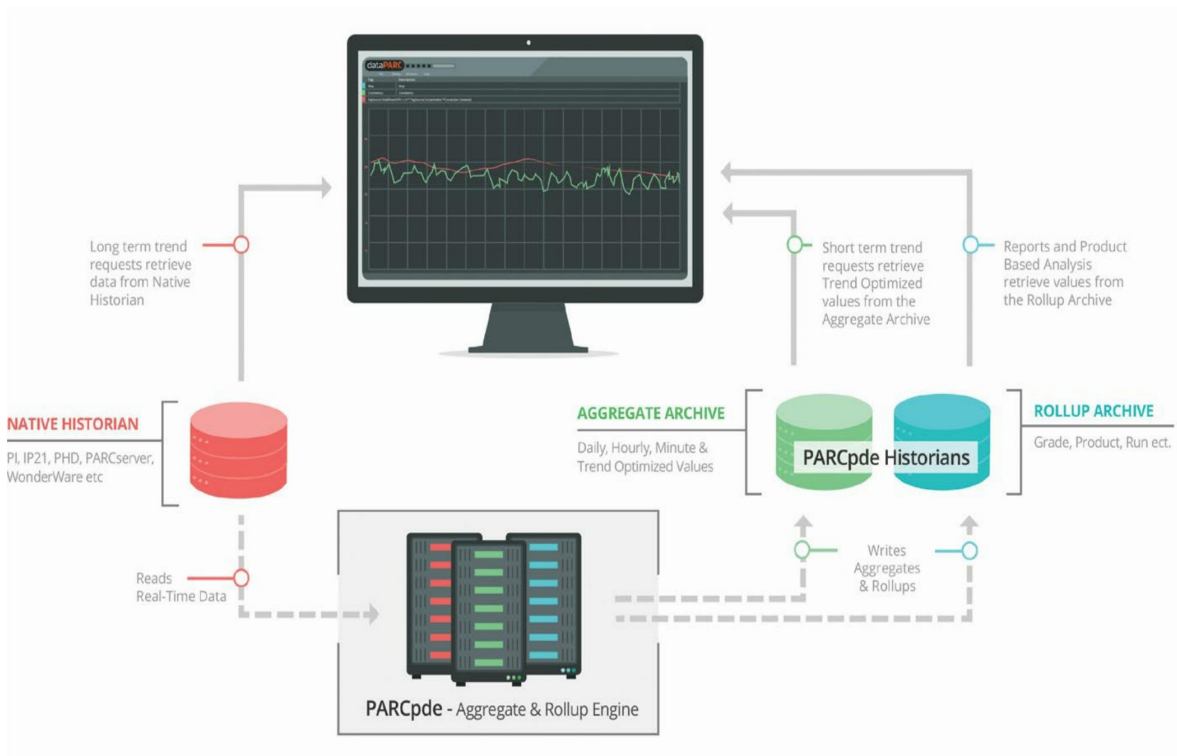 dataPARC
Long term trend
requests retrieve
data from Native
Historian
Short term trend
requests retrieve
Trend Optimized
values from the
Aggregate Archive
Reports and Product
Based Analysis
retrieve values from
the Rollup Archive
NATIVE HISTORIAN
PI, IP21, PHD, PARCserver,
WonderWare etc
AGGREGATE ARCHIVE
Daily, Hourly, Minute &
Trend Optimized Values
PARCpde Historians
ROLLUP ARCHIVE
Grade, Product, Run ect.
Reads
Real-Time Data
Writes
Aggregates
& Rollups
PARCpde - Aggregate & Rollup Engine